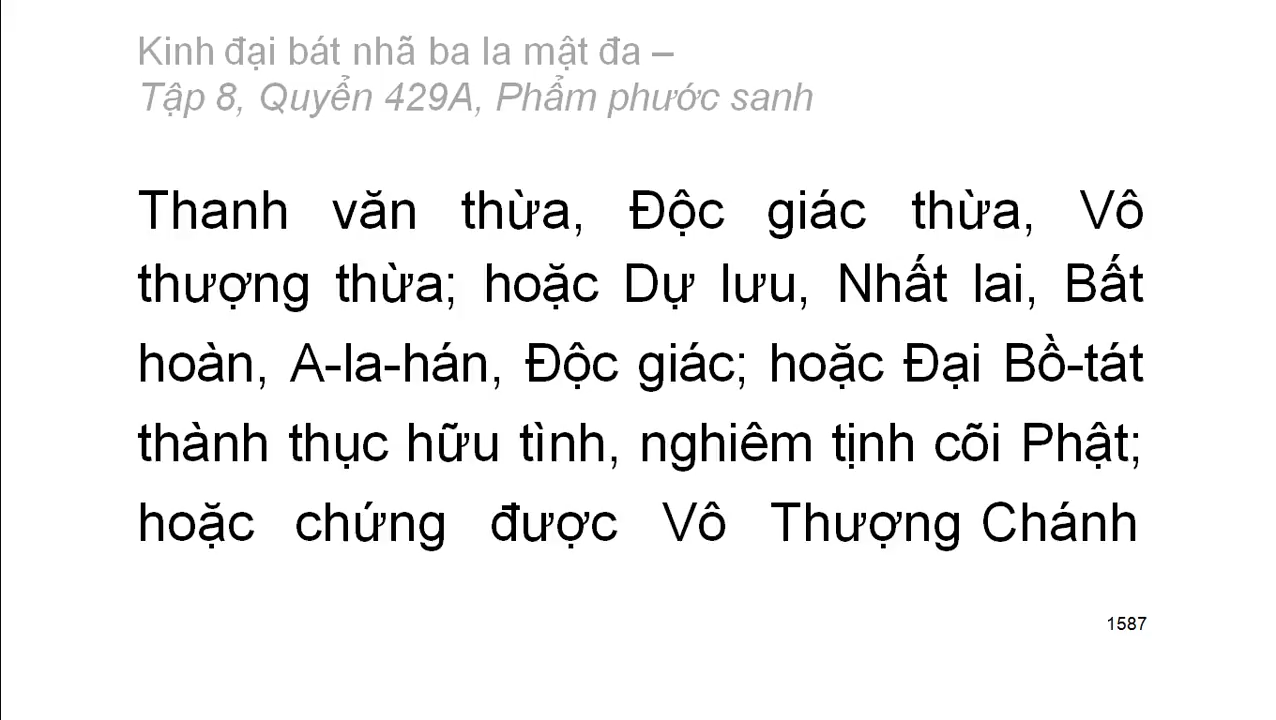 Kinh đại bát nhã ba la mật đa –
Tập 8, Quyển 429A, Phẩm phước sanh
Thanh văn thừa, Độc giác thừa, Vô
thượng thừa; hoặc Dự lưu, Nhất lai, Bất
hoàn, A-la-hán, Độc giác; hoặc Đại Bồ-tát
thành thục hữu tình, nghiêm tịnh cõi Phật;
hoặc chứng được Vô Thượng Chánh
1587